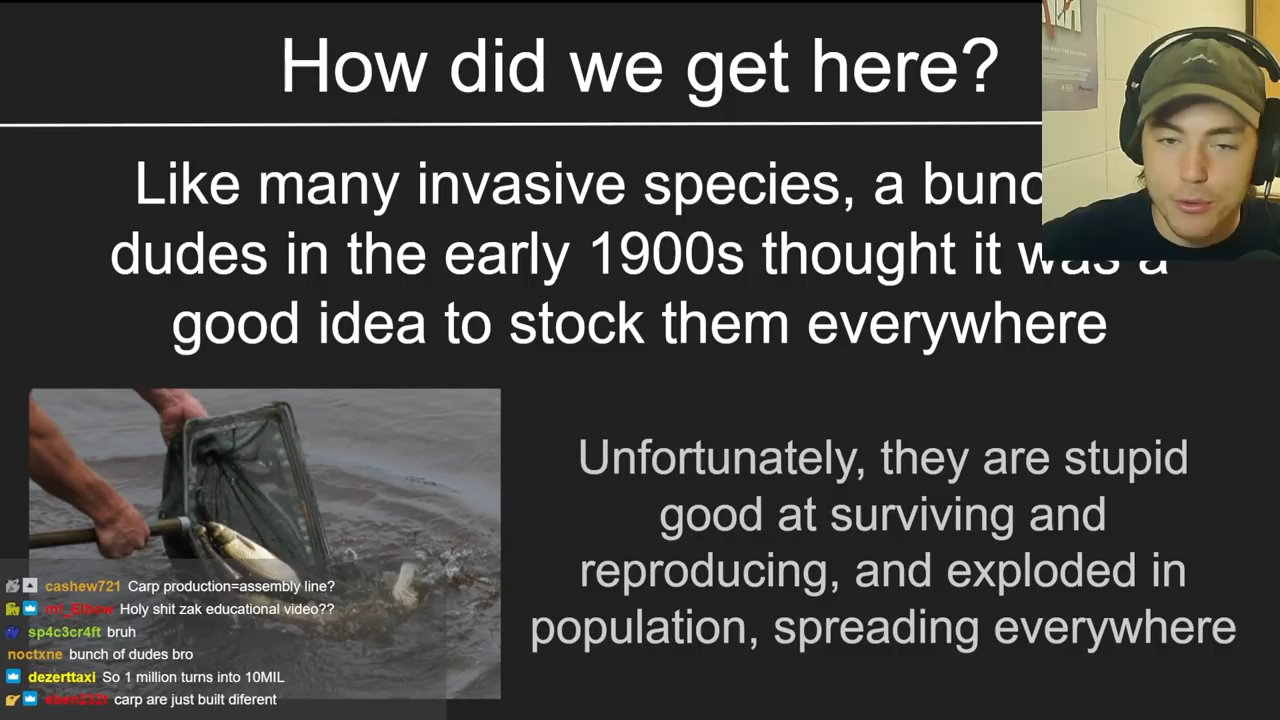 How did we get here?
Like many invasive species, a bunc
dudes in the early 1900s thought it was a
good idea to stock them everywhere
Unfortunately, they are stupid
good at surviving and
reproducing, and exploded in
population, spreading everywhere
cashew721 Carp production=assembly line?
Holy shit zak educational video??
sp4c3cr4ft bruh
noctxne bunch of dudes bro
dezerttaxi So 1 million turns into 10MIL
eben232t carp are just built diferent